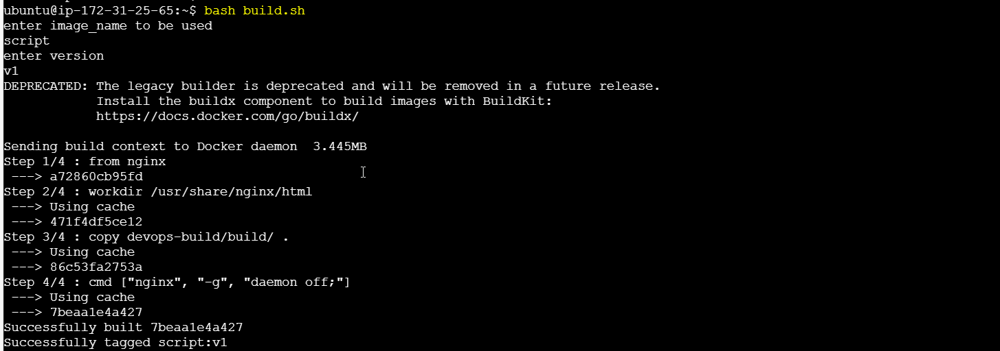 ubuntu@ip-172-31-25-65:~$ bash build.sh
enter image_name to be used
script
enter version
v1
DEPRECATED: The legacy builder is deprecated and will be removed in a future release.
            Install the buildx component to build images with BuildKit:
            https://docs.docker.com/go/buildx/
Sending build context to Docker daemon  3.445MB
Step 1/4 : from nginx
 ---> a72860cb95fd
Step 2/4 : workdir /usr/share/nginx/html
 ---> Using cache
 ---> 471f4df5ce12
Step 3/4 : copy devops-build/build/ .
 ---> Using cache
 ---> 86c53fa2753a
Step 4/4 : cmd ["nginx", "-g", "daemon off;"]
 ---> Using cache
 ---> 7beaa1e4a427
Successfully built 7beaa1e4a427
Successfully tagged script:v1